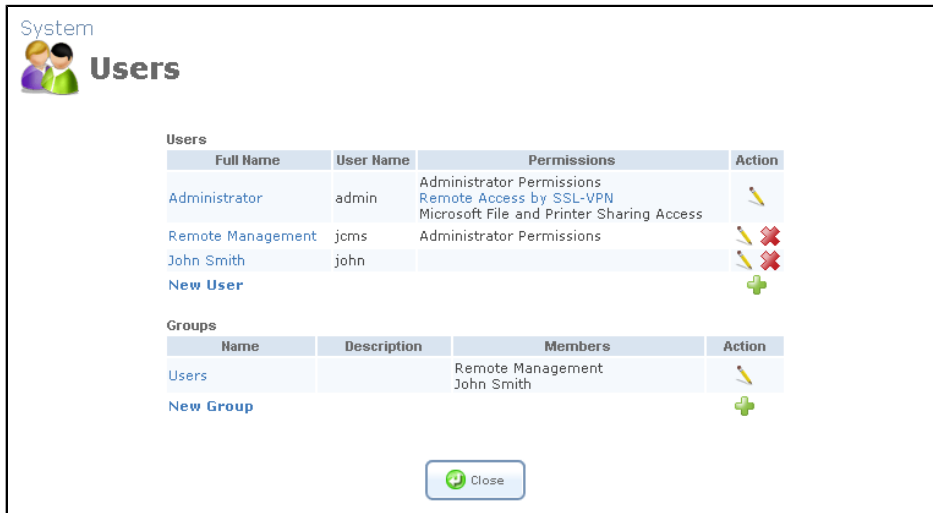 System
Users
Users
Full Name User Name Permissions Action
Administrator admin Administrator Permissions
Remote Access by SSL-VPN
Microsoft File and Printer Sharing Access
Remote Management jcms Administrator Permissions
John Smith john
New User
Groups
Name Description Members Action
Users Remote Management
John Smith
New Group
Close